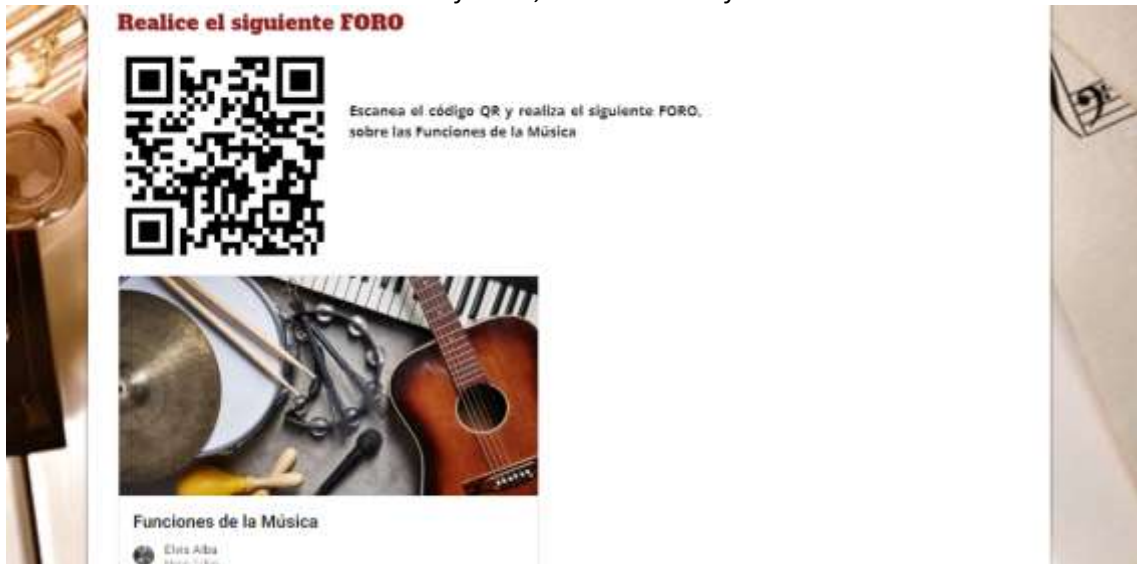 Realice el siguiente FORO
Escanea el código QR y realiza el siguiente FORO,
sobre las Funciones de la Música
Funciones de la Música
Elvis Alba